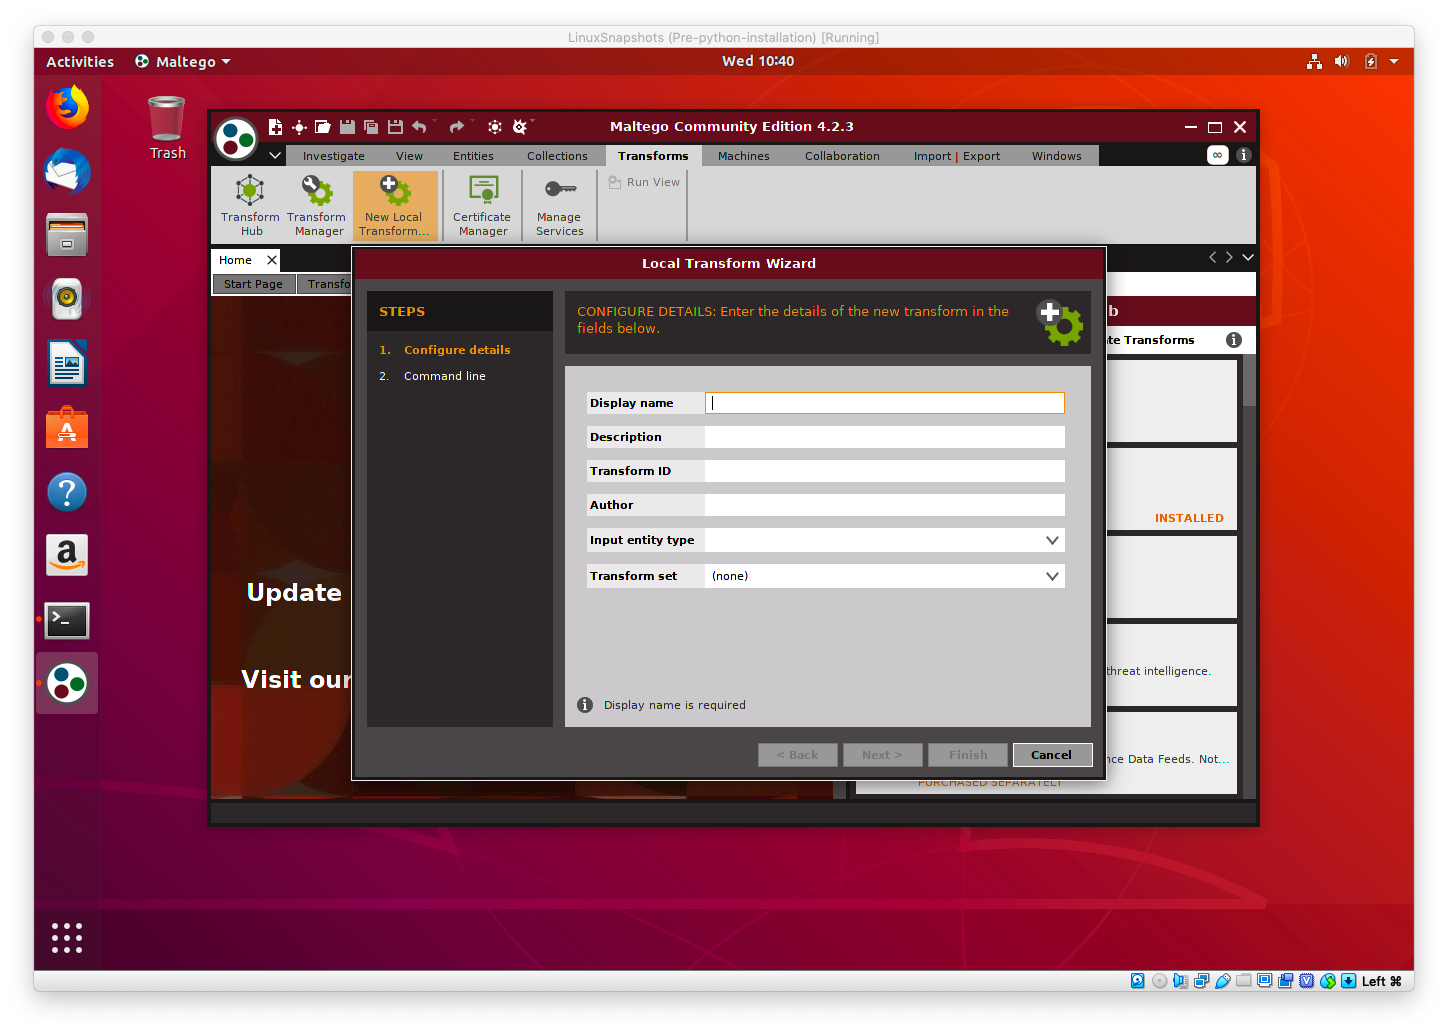 LinuxSnapshots (Pre-python-installation) [Running]
Activities Maltego Wed 10:40
Trash
Maltego Community Edition 4.2.3
Investigate View Entities Collections Transforms Machines Collaboration Import | Export Windows
Transform Hub
Transform Manager
New Local Transform...
Certificate Manager
Manage Services
Run View
Home
Start Page Transfo
Local Transform Wizard
STEPS
1. Configure details
2. Command line
CONFIGURE DETAILS: Enter the details of the new transform in the
fields below.
Display name
Description
Transform ID
Author
Input entity type
Transform set (none)
Display name is required
< Back Next > Finish Cancel
Update
Visit our
b
te Transforms
INSTALLED
threat intelligence.
nce Data Feeds. Not...
PURCHASED SEPARATELY
Left ⌘